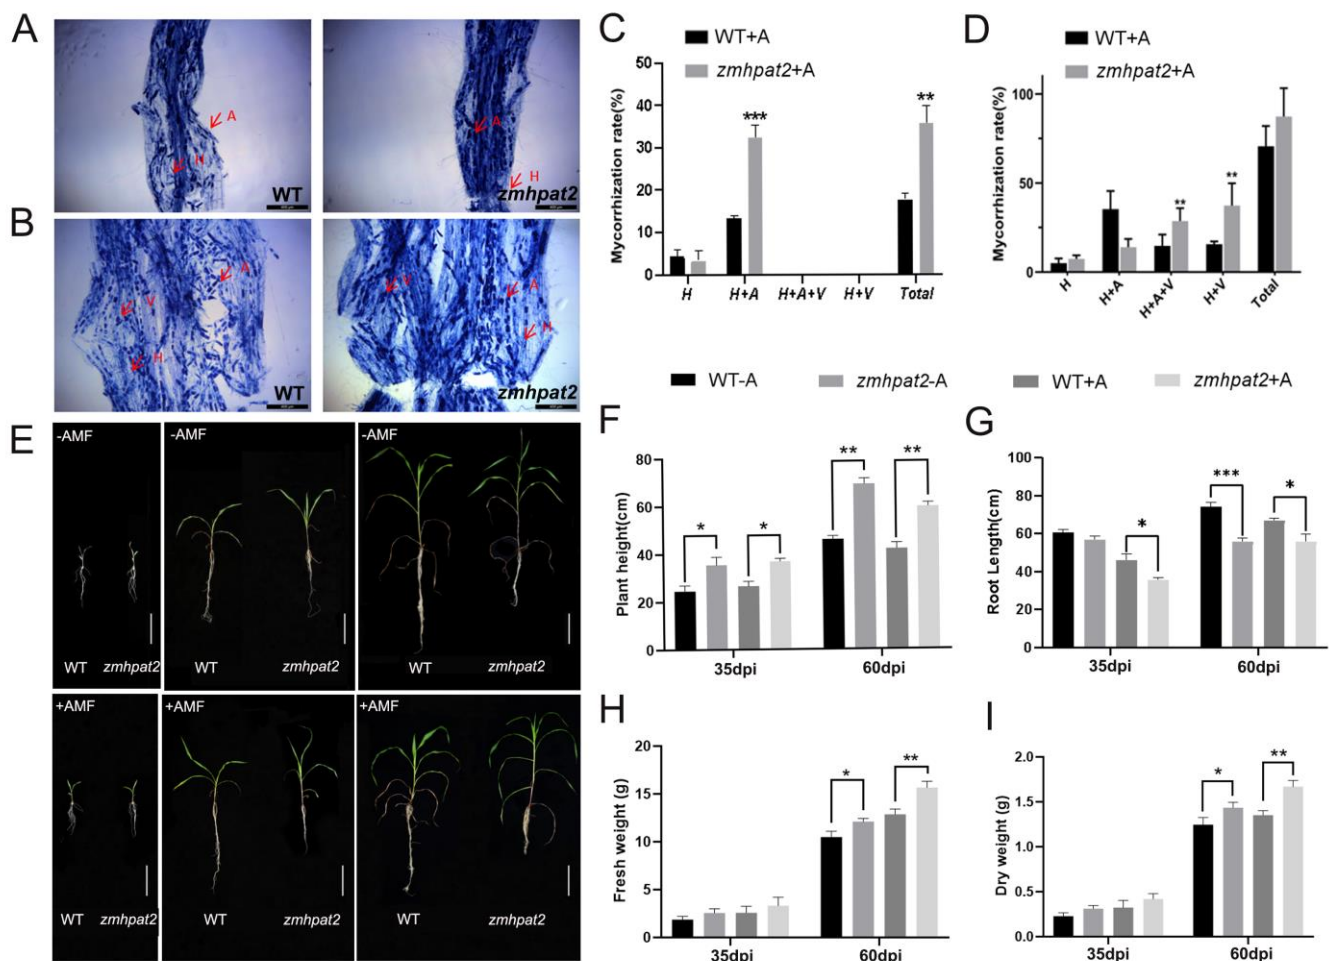 A
A
H
WT
A
H
zmhpat2
B
V
A
H
WT
V
A
H
zmhpat2
C
WT+A
zmhpat2+A
Mycorrhization rate(%)
50
40
30
20
10
0
***
**
H
H+A
H+A+V
H+V
Total
D
WT+A
zmhpat2+A
Mycorrhization rate(%)
100
50
0
**
**
H
H+A
H+A+V
H+V
Total
WT-A
zmhpat2-A
WT+A
zmhpat2+A
E
-AMF
WT zmhpat2
-AMF
WT zmhpat2
-AMF
WT zmhpat2
+AMF
WT zmhpat2
+AMF
WT zmhpat2
+AMF
WT zmhpat2
F
Plant height(cm)
80
60
40
20
0
*
*
**
**
35dpi
60dpi
G
Root Length(cm)
100
80
60
40
20
0
*
***
*
35dpi
60dpi
H
Fresh weight (g)
20
15
10
5
0
*
**
35dpi
60dpi
I
Dry weight (g)
2.0
1.5
1.0
0.5
0.0
*
**
35dpi
60dpi